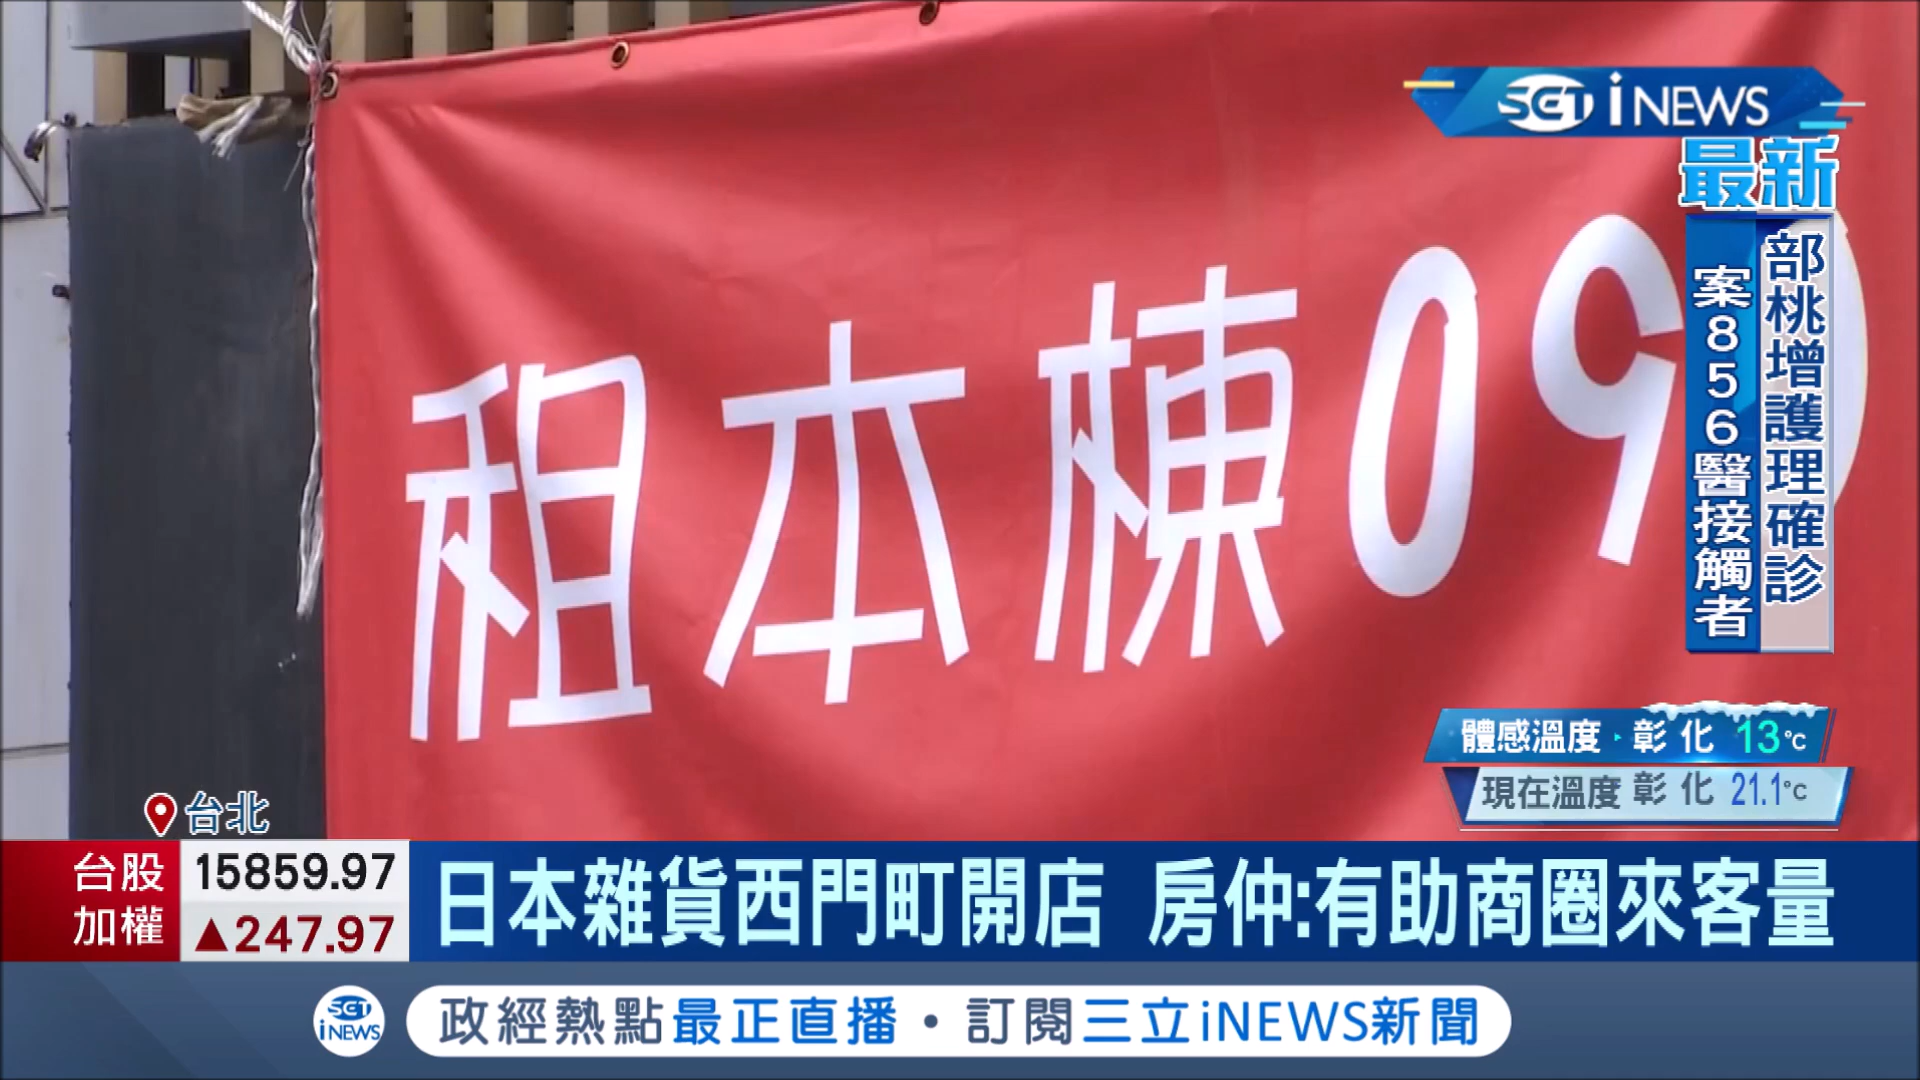 SET iNEWS
最新
部桃增護理確診
案856醫接觸者
租本棟09
體感溫度 彰化 13°C
現在溫度 彰化 21.1°C
台北
台股加權 15859.97 ▲247.97
日本雜貨西門町開店 房仲:有助商圈來客量
SET iNEWS 政經熱點最正直播・訂閱三立iNEWS新聞